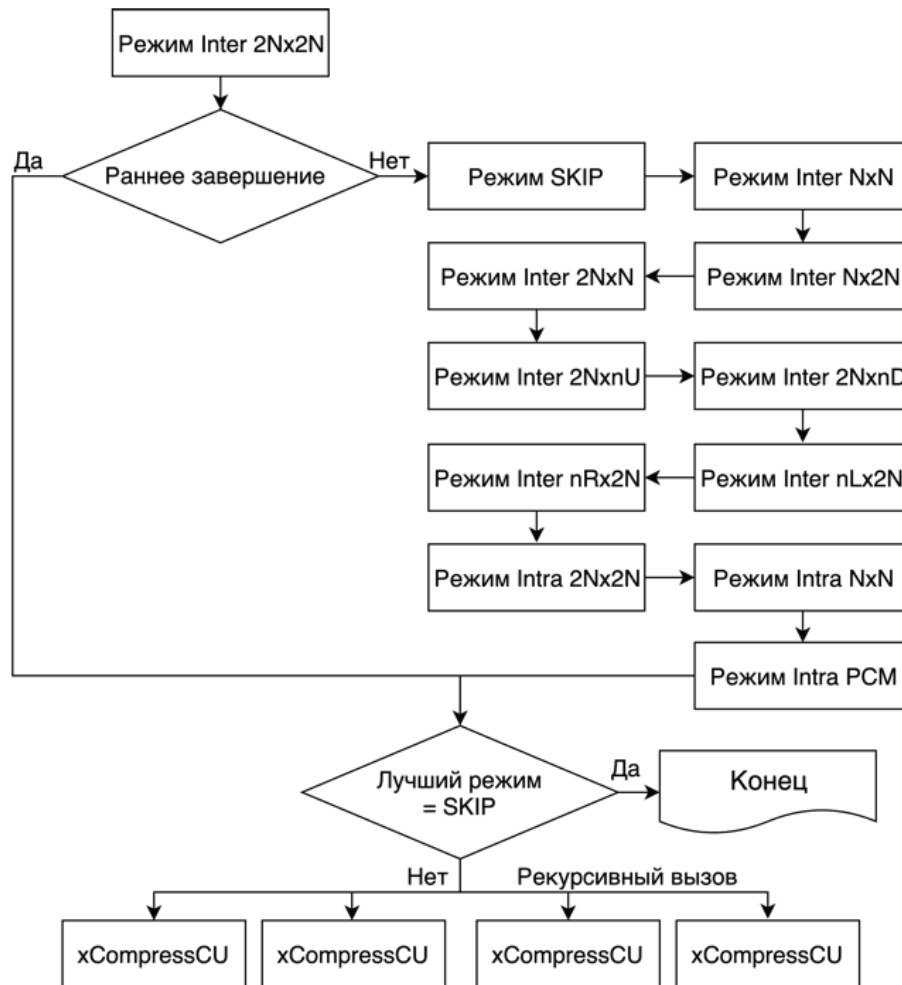 Режим Inter 2Nx2N
Да
Раннее завершение
Нет
Режим SKIP
Режим Inter NxN
Режим Inter 2NxN
Режим Inter Nx2N
Режим Inter 2NxnU
Режим Inter 2NxnD
Режим Inter nRx2N
Режим Inter nLx2N
Режим Intra 2Nx2N
Режим Intra NxN
Режим Intra PCM
Лучший режим
= SKIP
Да
Конец
Нет
Рекурсивный вызов
xCompressCU
xCompressCU
xCompressCU
xCompressCU